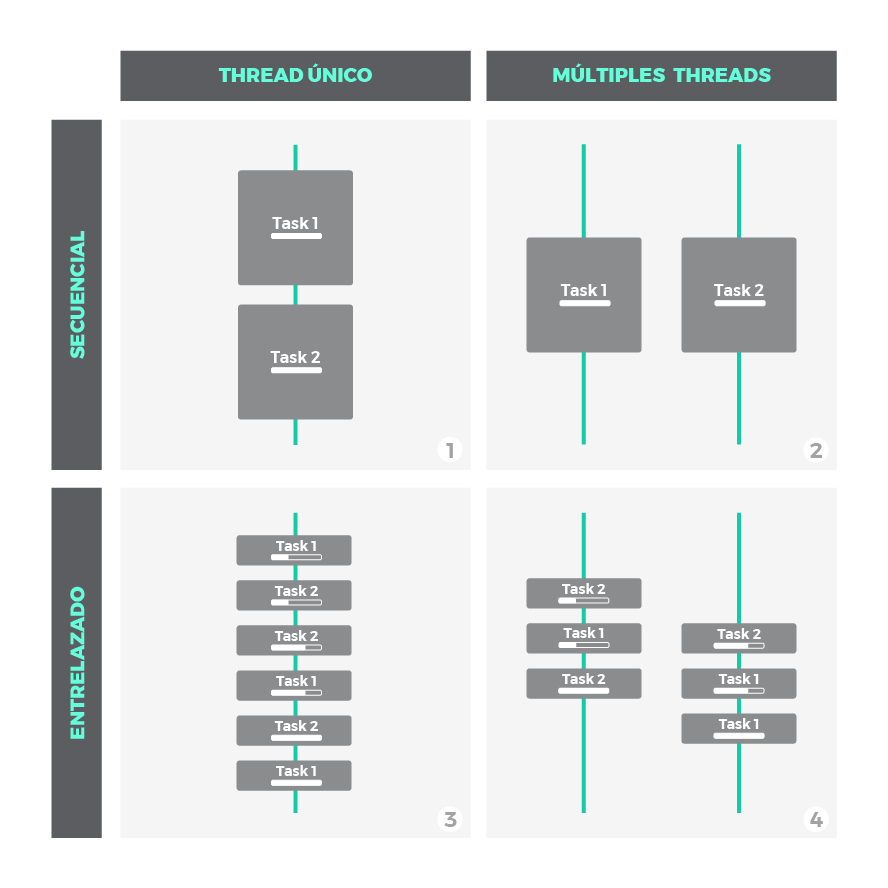 THREAD ÚNICO
MÚLTIPLES THREADS
SECUENCIAL
Task 1
Task 2
1
Task 1
Task 2
2
ENTRELAZADO
Task 1
Task 2
Task 2
Task 1
Task 2
Task 1
3
Task 2
Task 1
Task 2
Task 2
Task 1
Task 1
4